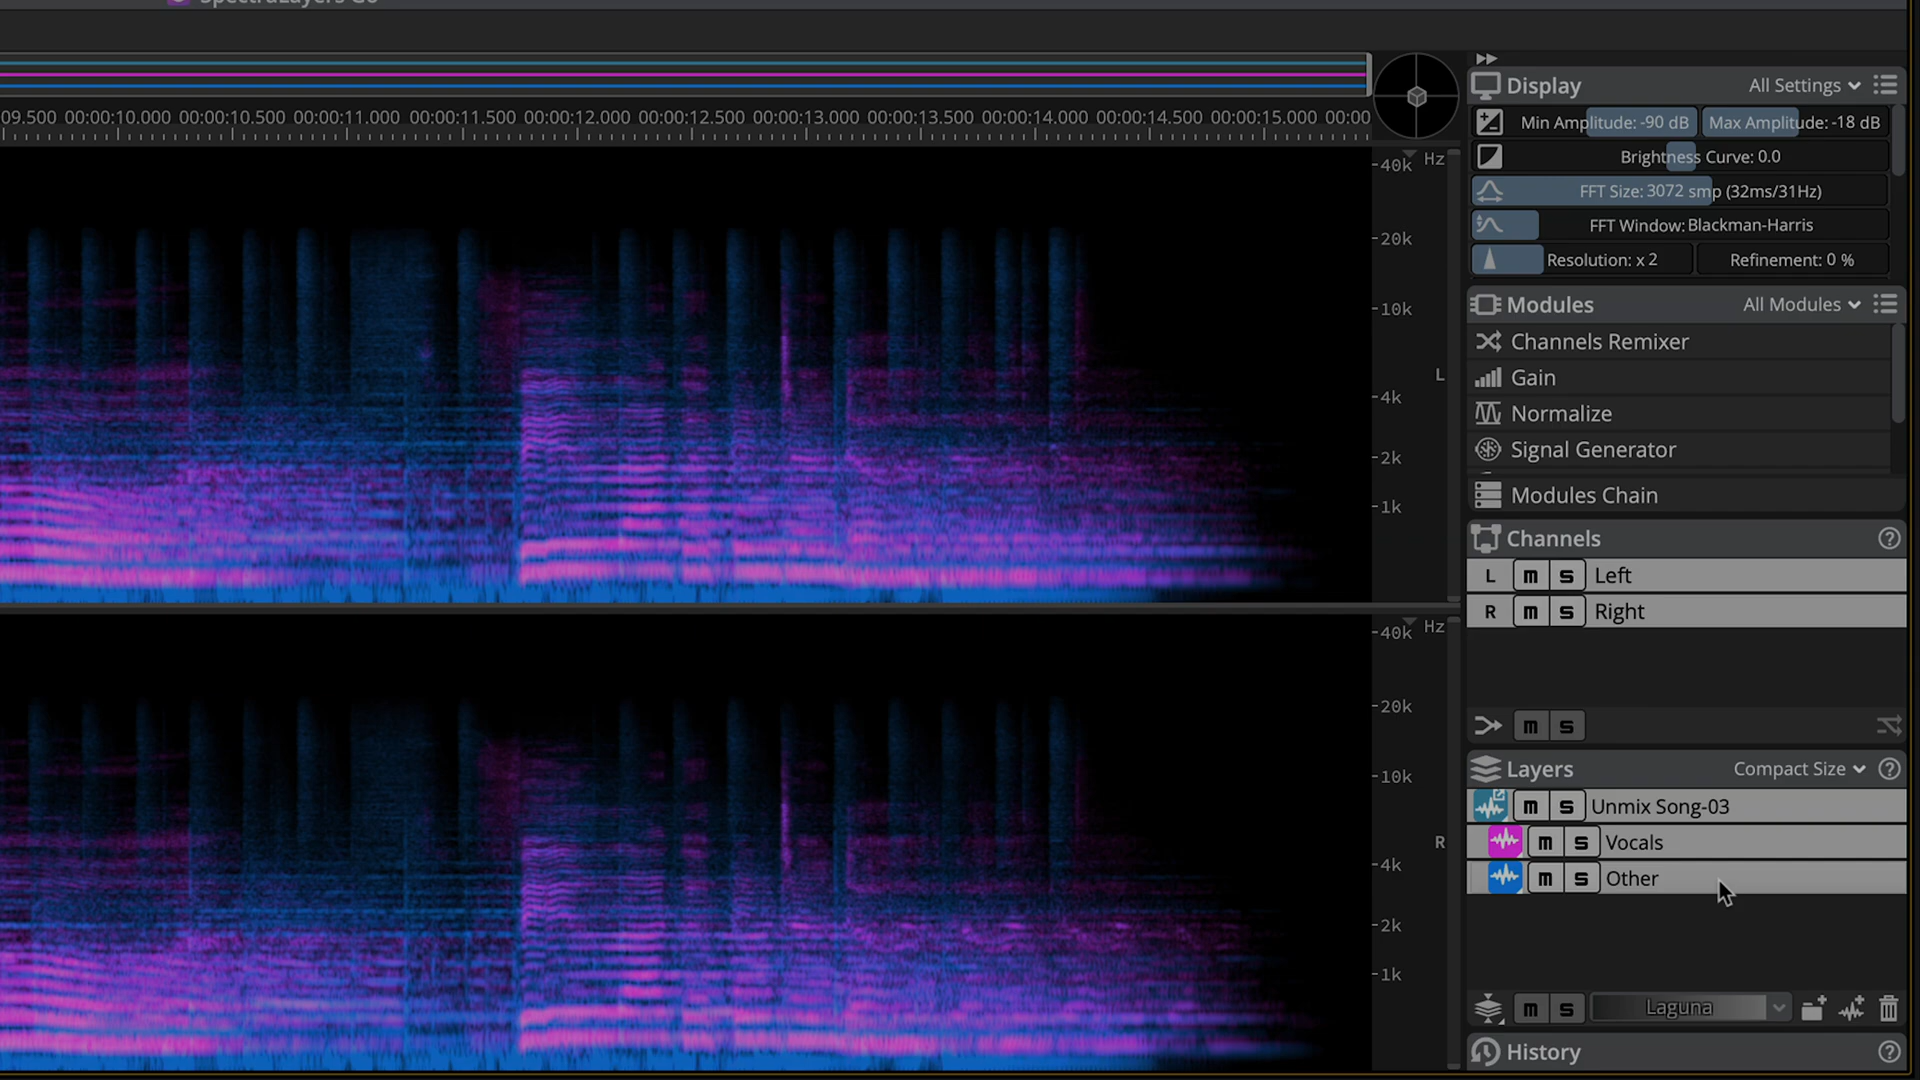 SpectraLayers Go
09.500 00:00:10.000 00:00:10.500 00:00:11.000 00:00:11.500 00:00:12.000 00:00:12.500 00:00:13.000 00:00:13.500 00:00:14.000 00:00:14.500 00:00:15.000 00:00
Display All Settings
Min Amplitude: -90 dB Max Amplitude: -18 dB
Brightness Curve: 0.0
FFT Size: 3072 smp (32ms/31Hz)
FFT Window: Blackman-Harris
Resolution: x 2 Refinement: 0 %
Modules All Modules
Channels Remixer
Gain
Normalize
Signal Generator
Modules Chain
Channels ?
L m s Left
R m s Right
m s
Layers Compact Size ?
m s Unmix Song-03
m s Vocals
m s Other
m s Laguna
History ?
-40k Hz
-20k
-10k
L
-4k
-2k
-1k
-40k Hz
-20k
-10k
R
-4k
-2k
-1k